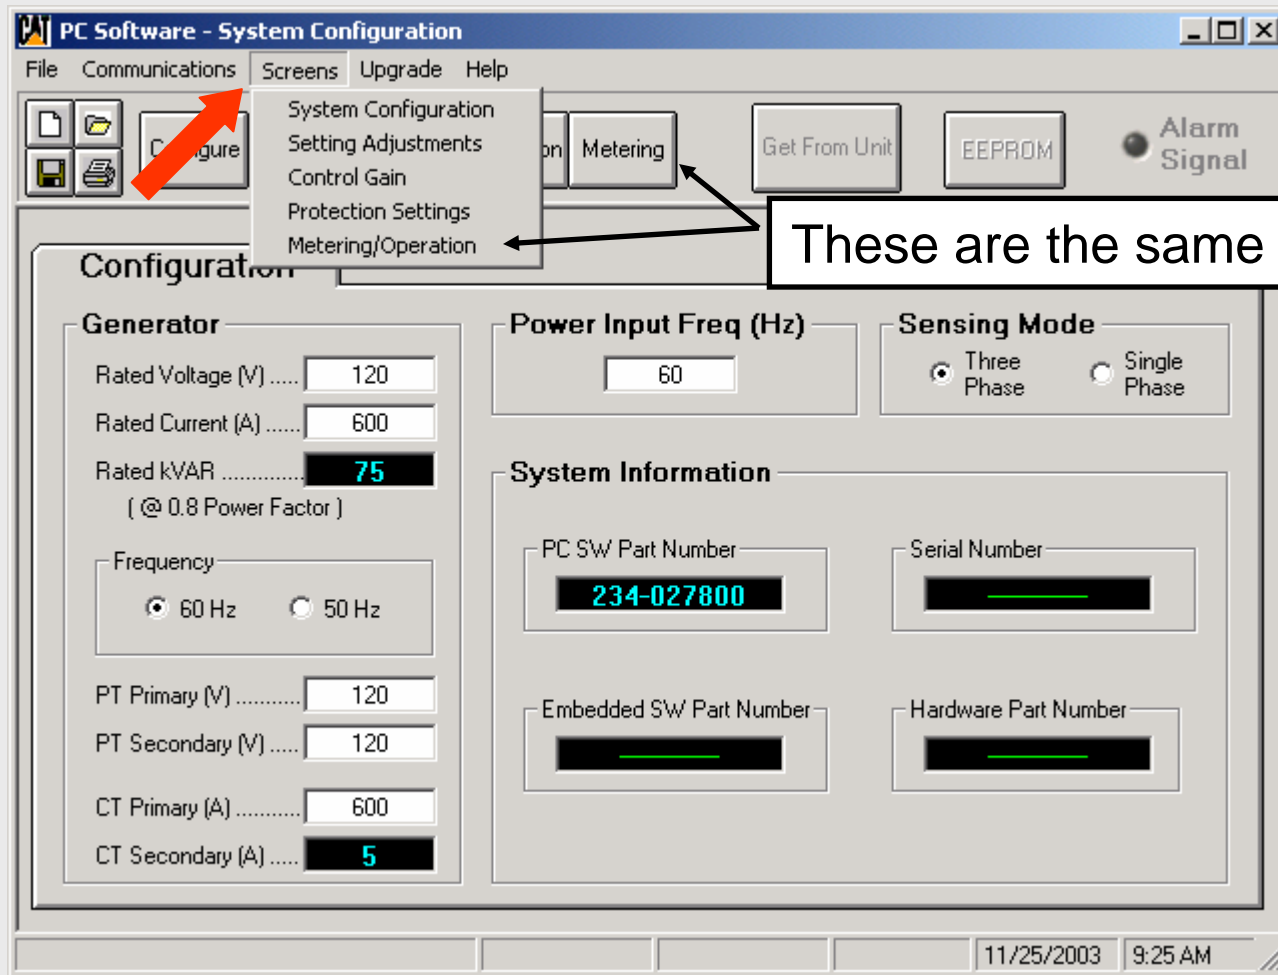 CAT PC Software - System Configuration
File Communications Screens Upgrade Help
System Configuration
Setting Adjustments
Control Gain
Protection Settings
Metering/Operation
Metering
Get From Unit
EEPROM
Alarm
Signal
These are the same
Generator
Rated Voltage (V) ..... 120
Rated Current (A) ...... 600
Rated kVAR .............. 75
( @ 0.8 Power Factor )
Frequency
60 Hz 50 Hz
PT Primary (V) ........... 120
PT Secondary (V) ..... 120
CT Primary (A) ........... 600
CT Secondary (A) ..... 5
Power Input Freq (Hz)
60
Sensing Mode
Three
Phase
Single
Phase
System Information
PC SW Part Number
234-027800
Serial Number
Embedded SW Part Number
Hardware Part Number
11/25/2003 9:25 AM